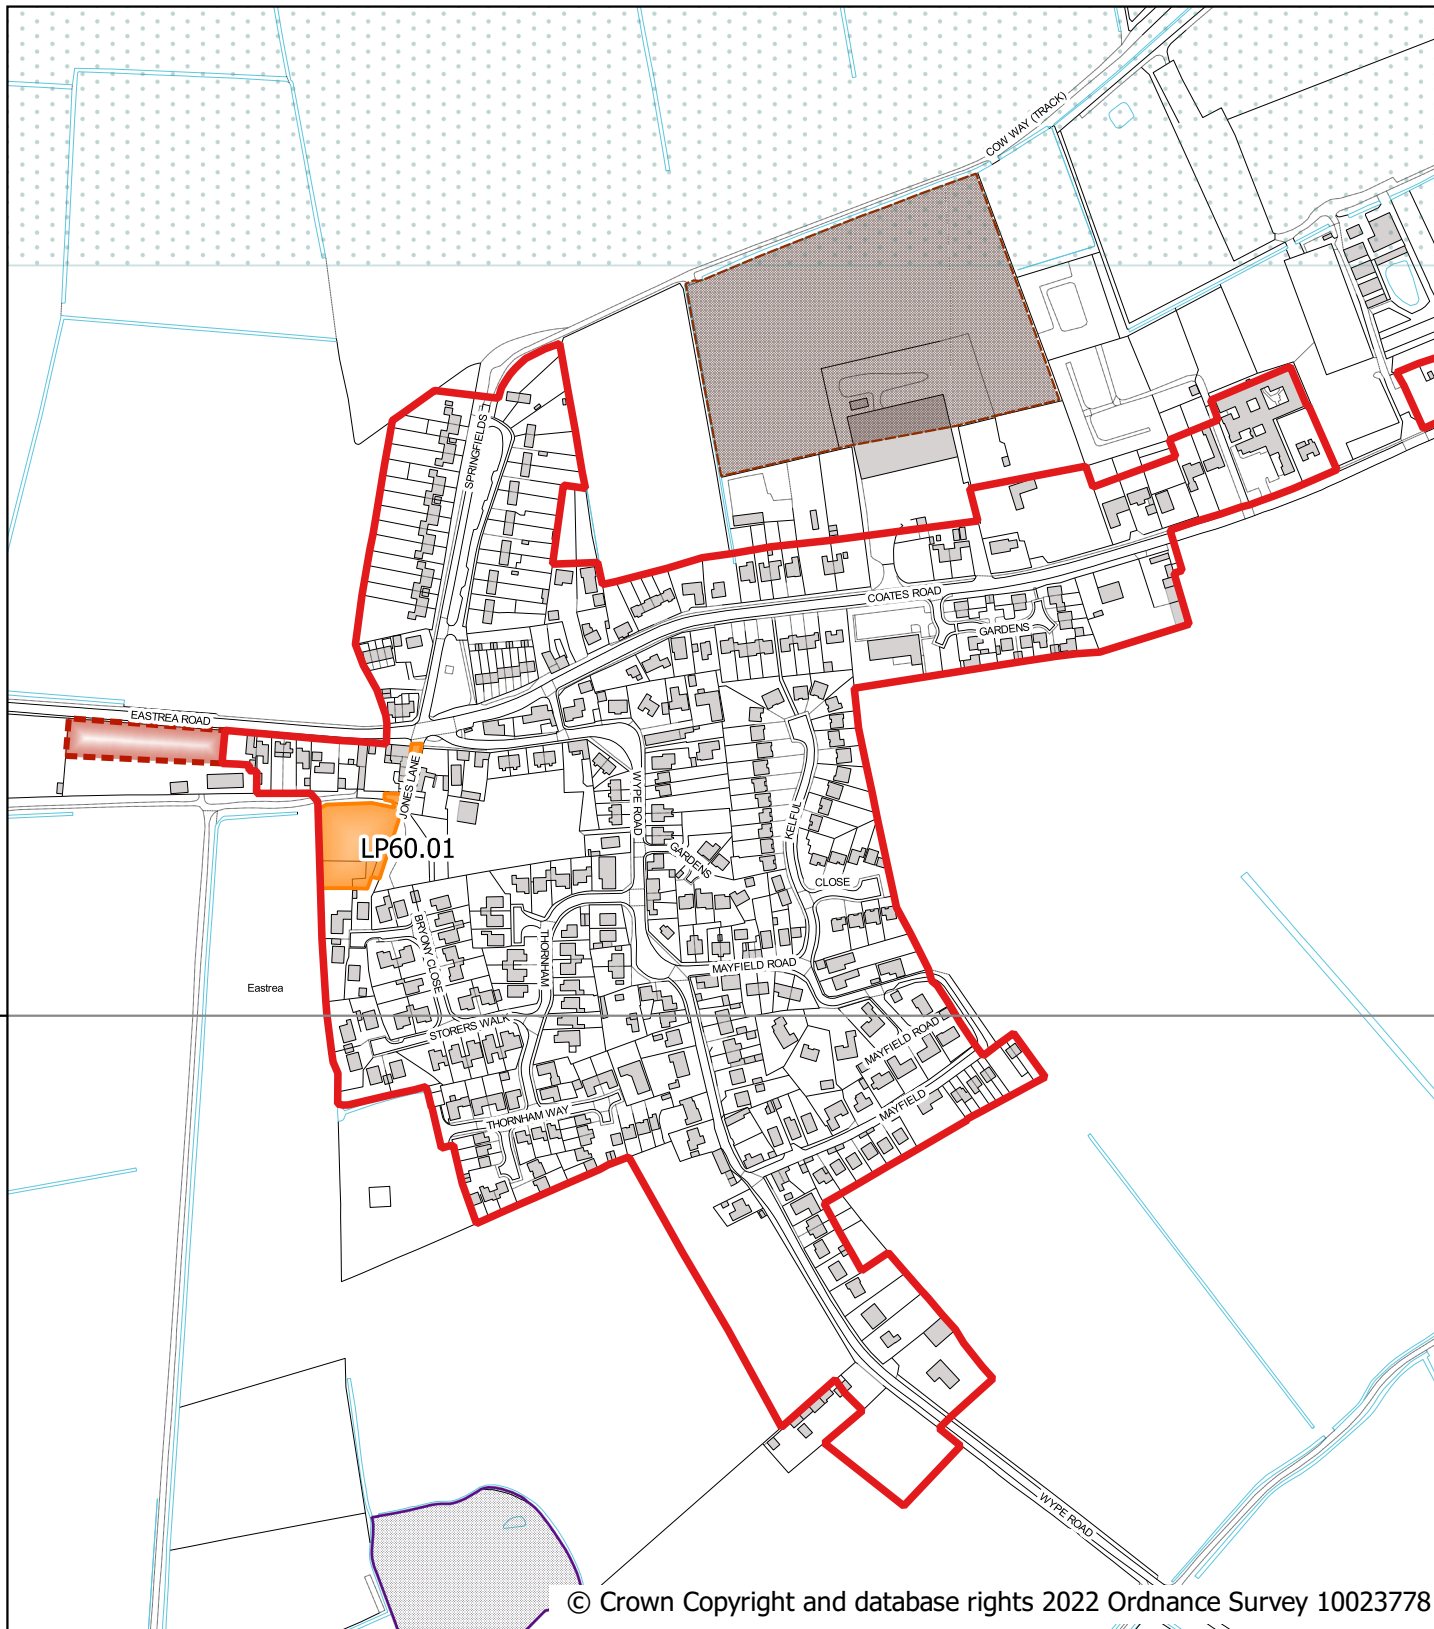 COW WAY (TRACK)
SPRINGFIELDS
COATES ROAD
GARDENS
EASTREA ROAD
JONES LANE
WYPE ROAD
KELFUL
LP60.01
GARDENS
CLOSE
BRYONY CLOSE
THORNHAM
MAYFIELD ROAD
Eastrea
STORERS WALK
MAYFIELD ROAD
MAYFIELD
THORNHAM WAY
WYPE ROAD
© Crown Copyright and database rights 2022 Ordnance Survey 10023778